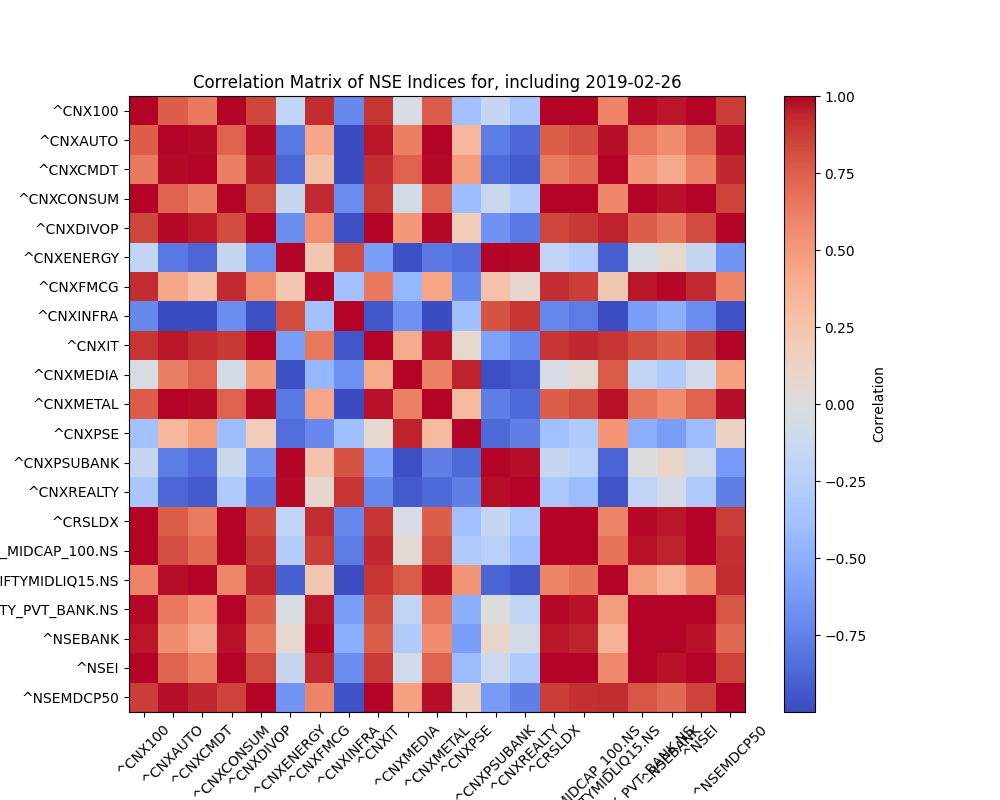 Correlation Matrix of NSE Indices for, including 2019-02-26
^CNX100
^CNXAUTO
^CNXCMDT
^CNXCONSUM
^CNXDIVOP
^CNXENERGY
^CNXFMCG
^CNXINFRA
^CNXIT
^CNXMEDIA
^CNXMETAL
^CNXPSE
^CNXPSUBANK
^CNXREALTY
^CRSLDX
_MIDCAP_100.NS
IFTYMIDLIQ15.NS
TY_PVT_BANK.NS
^NSEBANK
^NSEI
^NSEMDCP50
^CNX100
^CNXAUTO
^CNXCMDT
^CNXCONSUM
^CNXDIVOP
^CNXENERGY
^CNXFMCG
^CNXINFRA
^CNXIT
^CNXMEDIA
^CNXMETAL
^CNXPSE
^CNXPSUBANK
^CNXREALTY
^CRSLDX
MIDCAP_100.NS
TYMIDLIQ15.NS
_PVT_BANK.NS
^NSEBANK
^NSEI
^NSEMDCP50
1.00
0.75
0.50
0.25
0.00
−0.25
−0.50
−0.75
Correlation